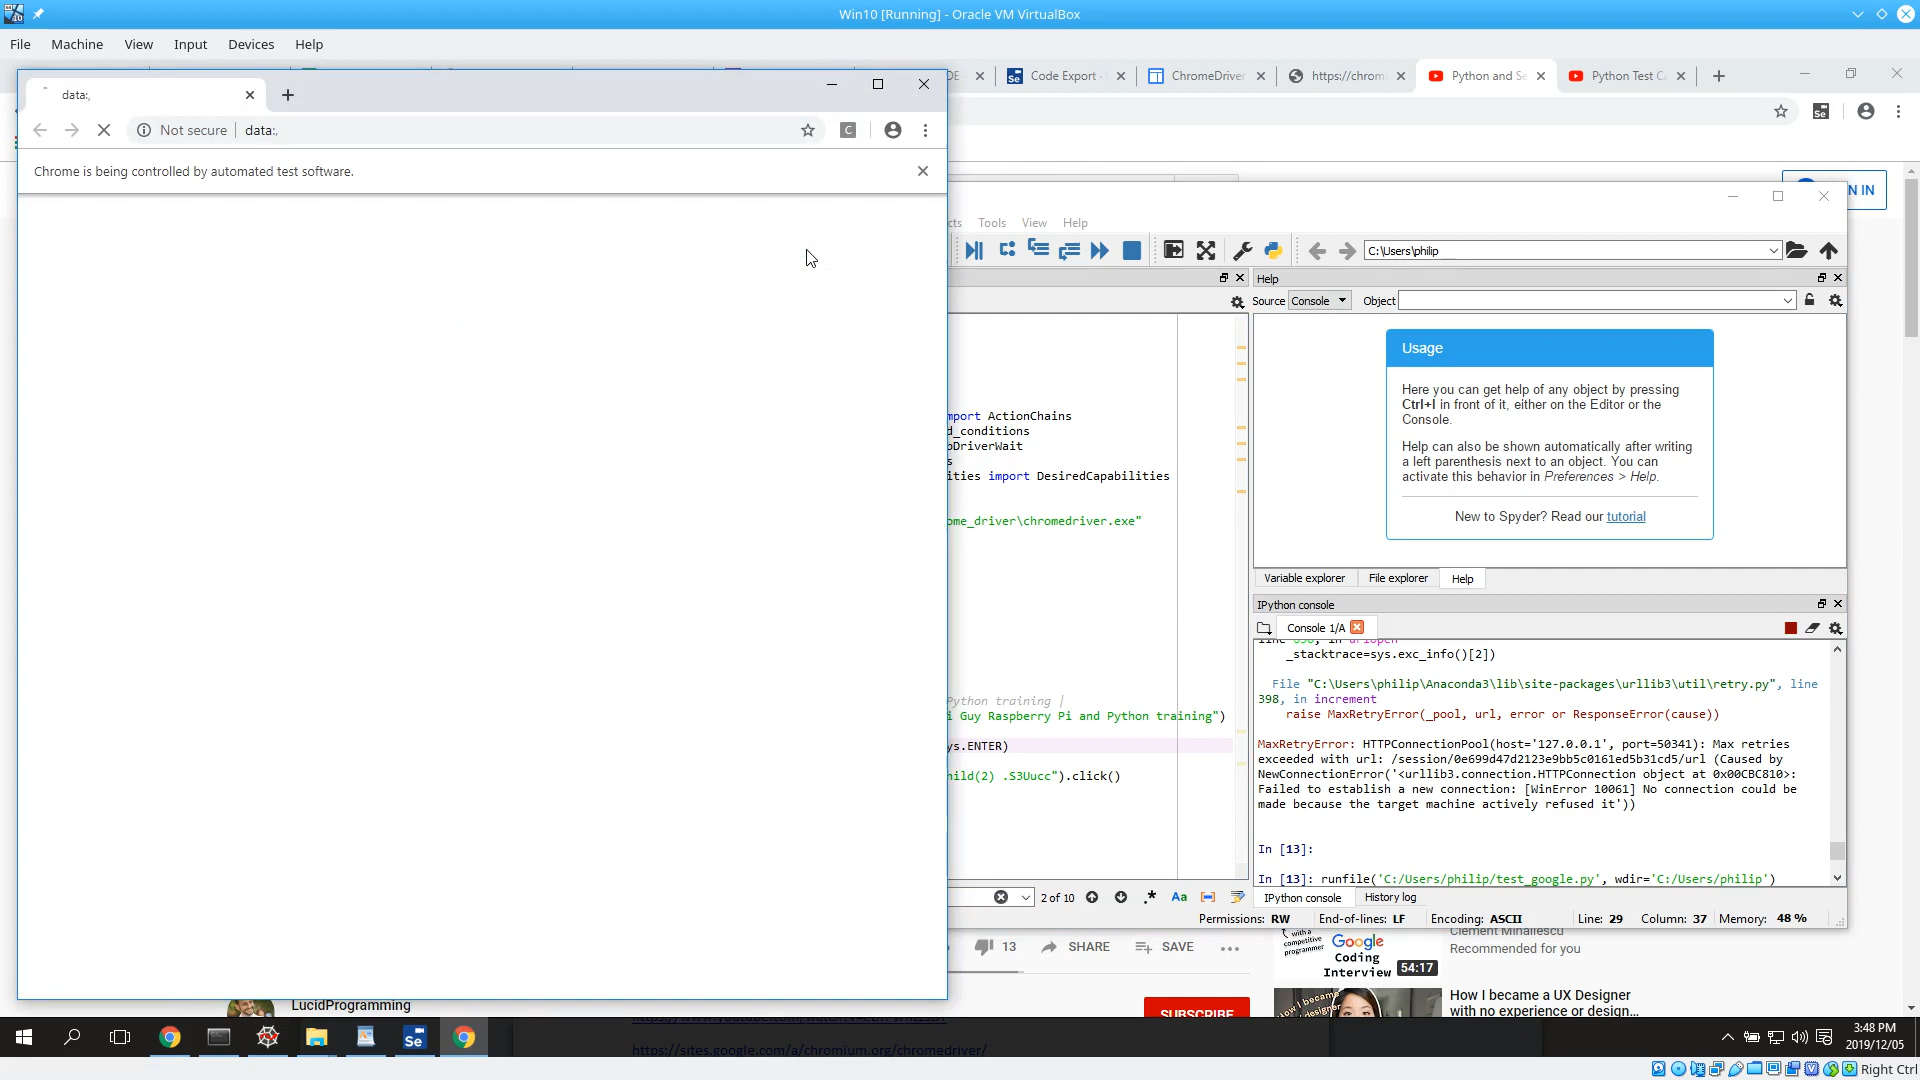 Win10 [Running] - Oracle VM VirtualBox
File Machine View Input Devices Help
data:,
DE
Code Export -
ChromeDriver
https://chrom
Python and Se
Python Test Ca
Not secure data:,
Chrome is being controlled by automated test software.
N IN
cts Tools View Help
C:\Users\philip
Help
Source Console Object
Usage
Here you can get help of any object by pressing
Ctrl+I in front of it, either on the Editor or the
Console.
Help can also be shown automatically after writing
a left parenthesis next to an object. You can
activate this behavior in Preferences > Help.
New to Spyder? Read our tutorial
mport ActionChains
d_conditions
bDriverWait
s
ities import DesiredCapabilities
ome_driver\chromedriver.exe"
Python training |
i Guy Raspberry Pi and Python training")
ys.ENTER)
hild(2) .S3Uucc").click()
Variable explorer File explorer Help
IPython console
Console 1/A
_stacktrace=sys.exc_info()[2])
File "C:\Users\philip\Anaconda3\lib\site-packages\urllib3\util\retry.py", line
398, in increment
raise MaxRetryError(_pool, url, error or ResponseError(cause))
MaxRetryError: HTTPConnectionPool(host='127.0.0.1', port=50341): Max retries
exceeded with url: /session/0e699d47d2123e9bb5c0161ed5b31cd5/url (Caused by
NewConnectionError('<urllib3.connection.HTTPConnection object at 0x00CBC810>:
Failed to establish a new connection: [WinError 10061] No connection could be
made because the target machine actively refused it'))
In [13]:
In [13]: runfile('C:/Users/philip/test_google.py', wdir='C:/Users/philip')
2 of 10
Aa
IPython console History log
Permissions: RW End-of-lines: LF Encoding: ASCII Line: 29 Column: 37 Memory: 48 %
13 SHARE SAVE
with a
competitive
programmer
Google
Coding
Interview
54:17
Clement Mihailescu
Recommended for you
LucidProgramming
SUBSCRIBE
How I became
a designer
How I became a UX Designer
with no experience or design...
https://sites.google.com/a/chromium.org/chromedriver/
Se
3:48 PM
2019/12/05
Right Ctrl